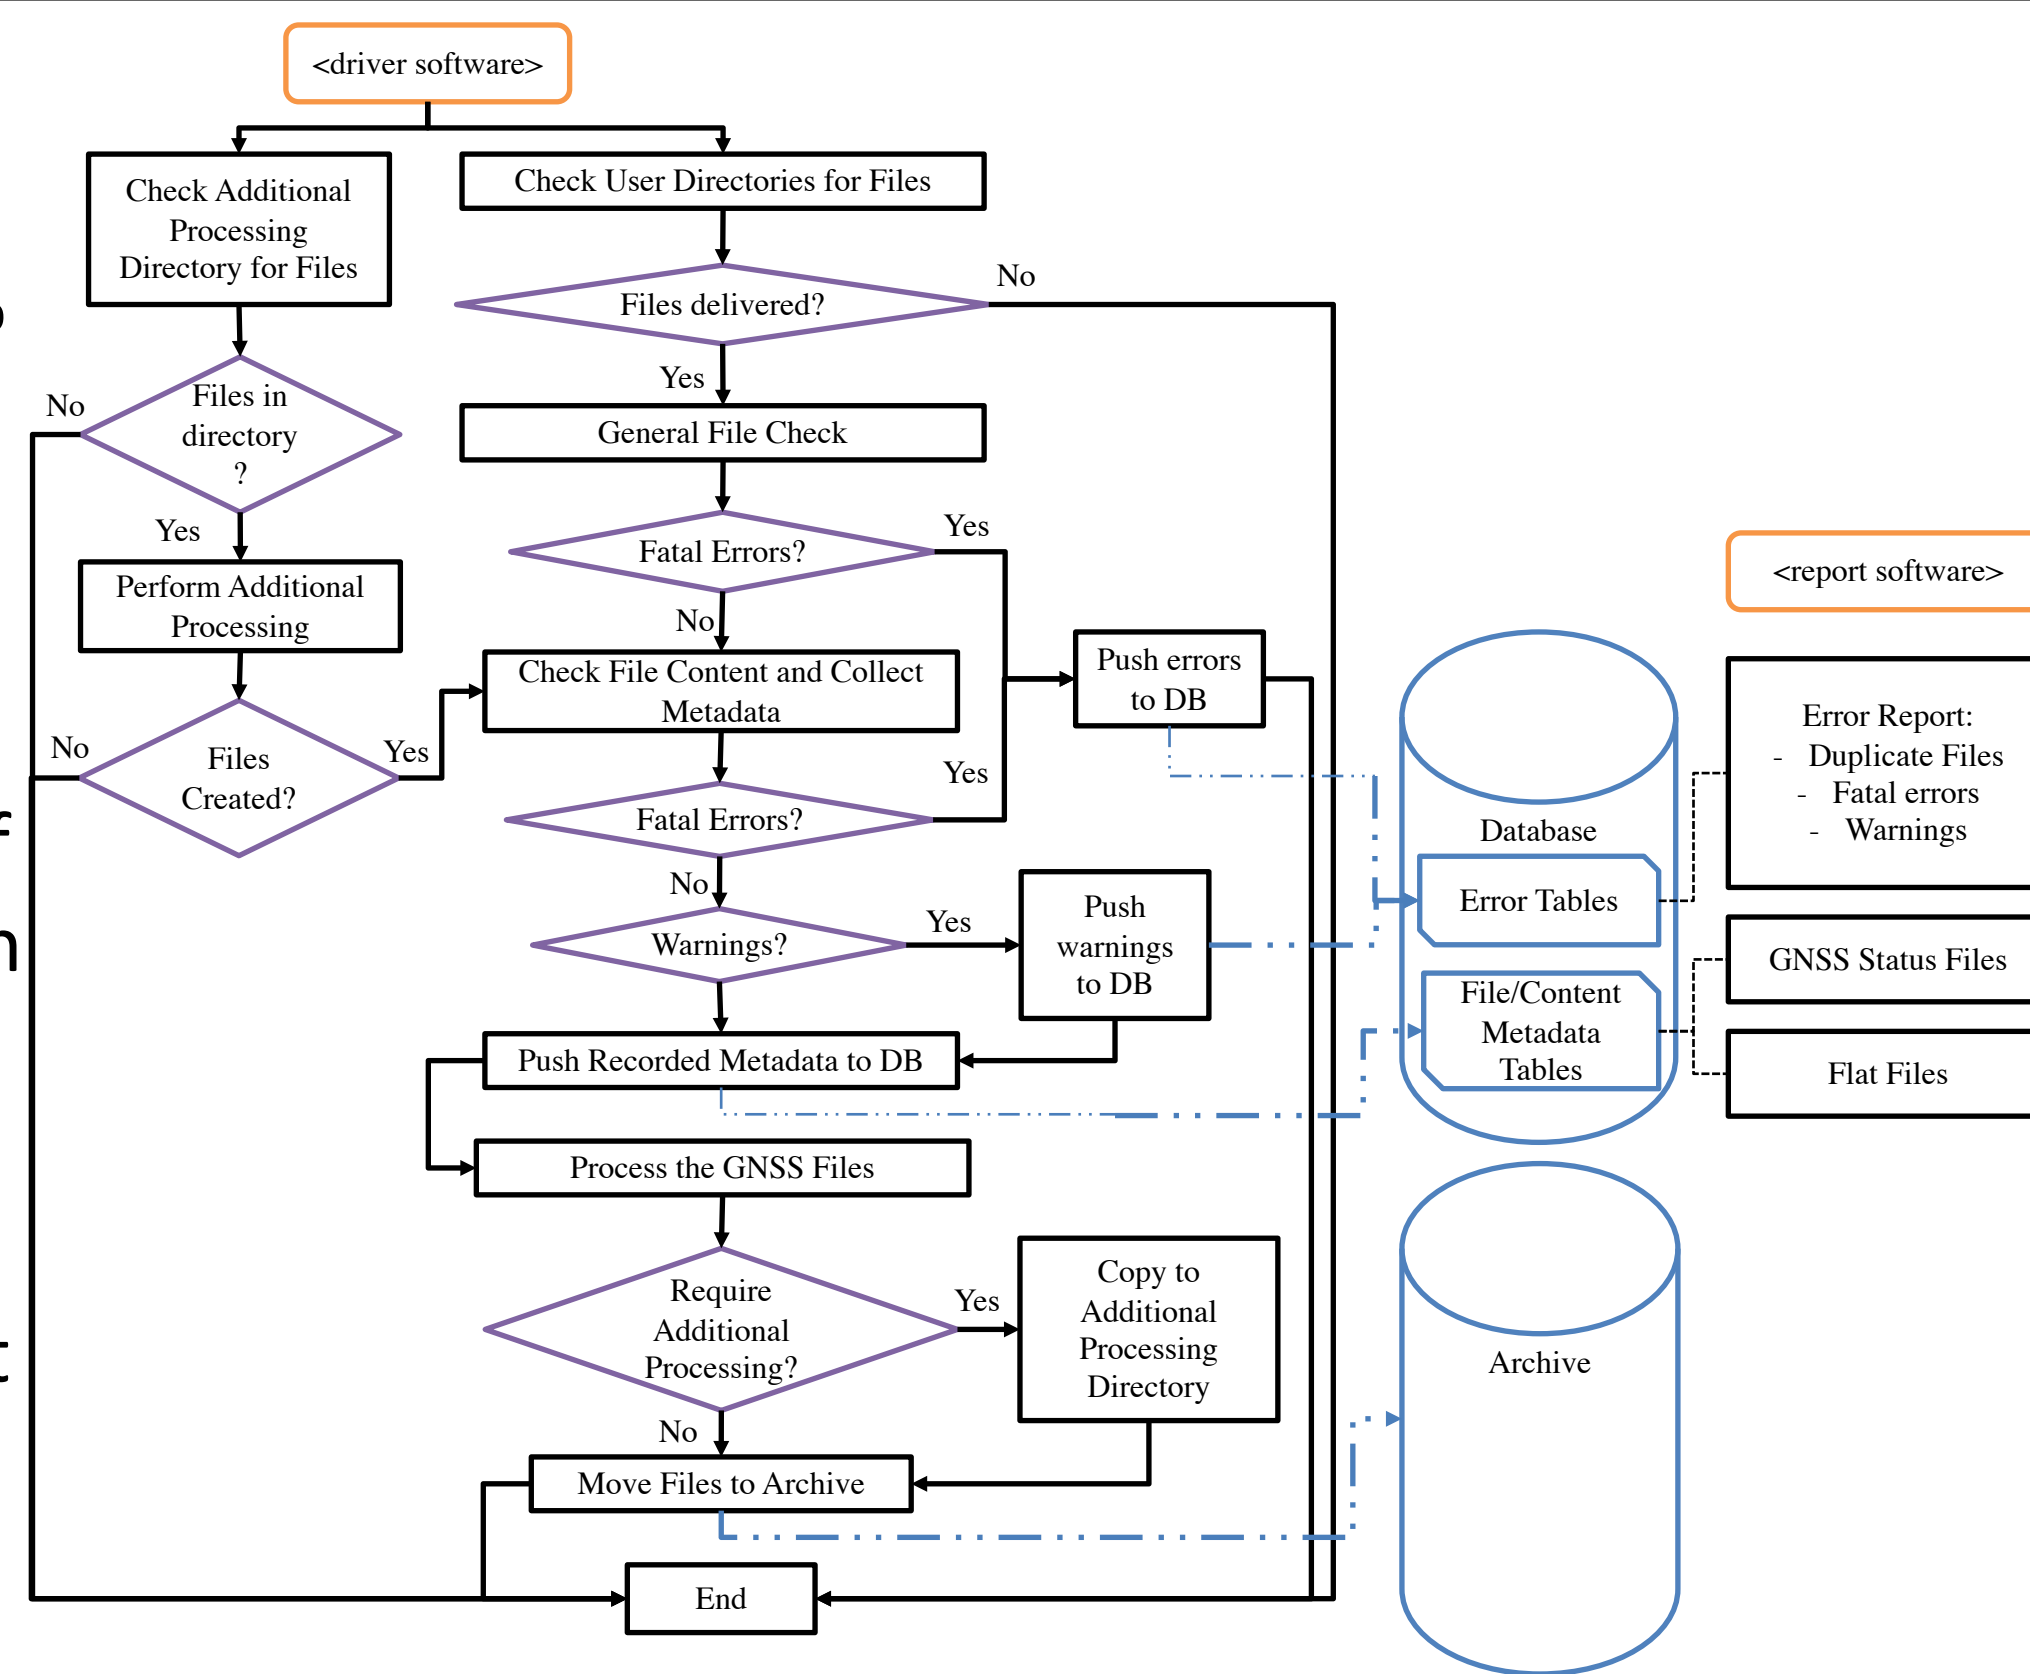 <driver software>
Check Additional
Processing
Directory for Files
Check User Directories for Files
Files delivered?
No
Yes
Files in
directory
?
No
Yes
General File Check
Fatal Errors?
Yes
No
Perform Additional
Processing
Files
Created?
No
Yes
Check File Content and Collect
Metadata
Push errors
to DB
Fatal Errors?
Yes
No
Warnings?
Yes
Push
warnings
to DB
Push Recorded Metadata to DB
Process the GNSS Files
Require
Additional
Processing?
Yes
Copy to
Additional
Processing
Directory
No
Move Files to Archive
End
Database
Error Tables
File/Content
Metadata
Tables
Archive
<report software>
Error Report:
- Duplicate Files
- Fatal errors
- Warnings
GNSS Status Files
Flat Files